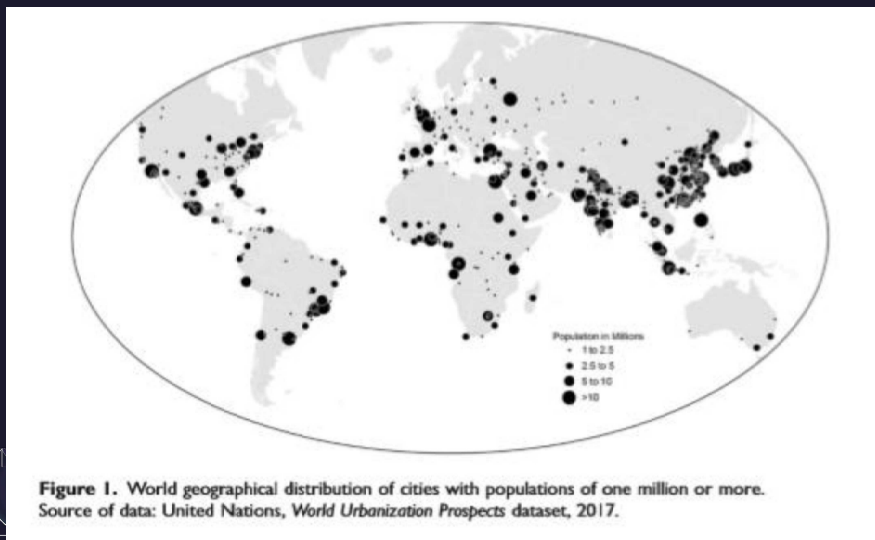 Population in Millions
1 to 2.5
2.5 to 5
5 to 10
>10
Figure 1. World geographical distribution of cities with populations of one million or more.
Source of data: United Nations, World Urbanization Prospects dataset, 2017.